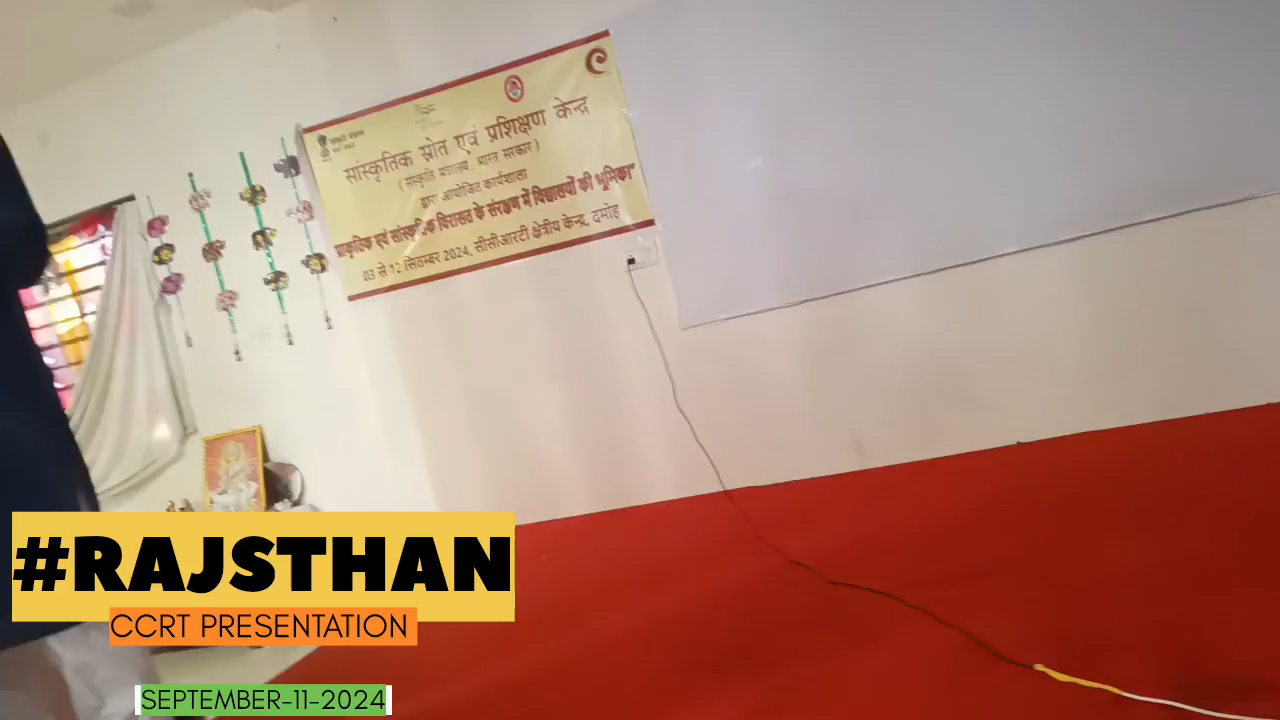 सांस्कृतिक स्रोत एवं प्रशिक्षण केन्द्र
(संस्कृति मंत्रालय, भारत सरकार)
द्वारा आयोजित कार्यशाला
प्राकृतिक एवं सांस्कृतिक विरासत के संरक्षण में विद्यालयों की भूमिका"
03 से 12 सितम्बर 2024, सीसीआरटी क्षेत्रीय केन्द्र, दमोह
#RAJSTHAN
CCRT PRESENTATION
SEPTEMBER-11-2024